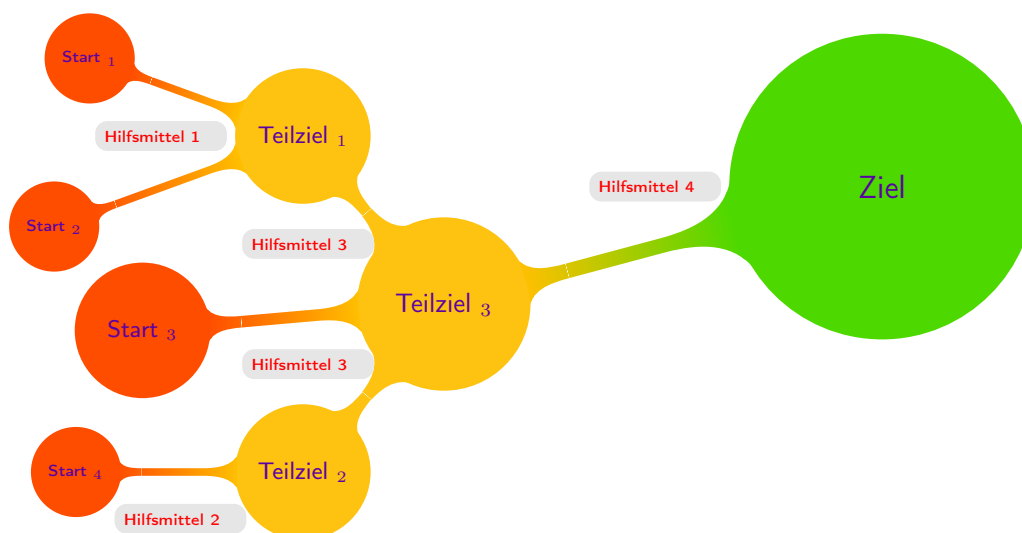 Start 1
Hilfsmittel 1
Teilziel 1
Start 2
Hilfsmittel 3
Hilfsmittel 4
Ziel
Teilziel 3
Start 3
Hilfsmittel 3
Start 4
Teilziel 2
Hilfsmittel 2